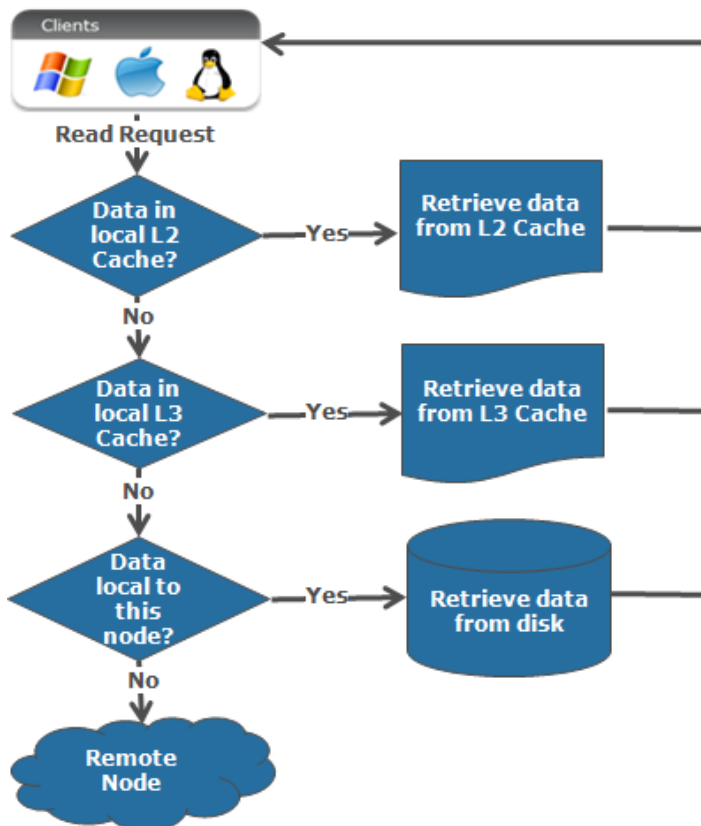 Clients
Read Request
Data in
local L2
Cache?
Yes
Retrieve data
from L2 Cache
No
Data in
local L3
Cache?
Yes
Retrieve data
from L3 Cache
No
Data
local to
this
node?
Yes
Retrieve data
from disk
No
Remote
Node